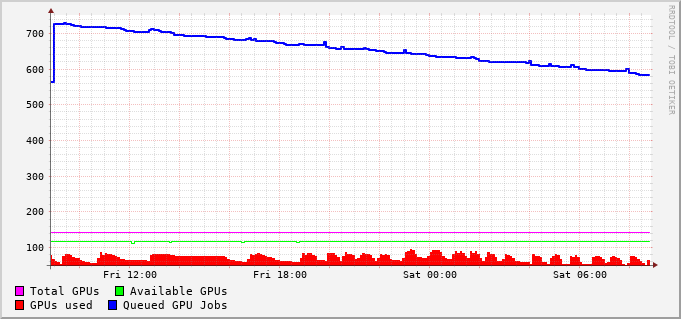 700
600
500
400
300
200
100
Fri 12:00 Fri 18:00 Sat 00:00 Sat 06:00
Total GPUs Available GPUs
GPUs used Queued GPU Jobs
RRDTOOL / TOBI OETIKER